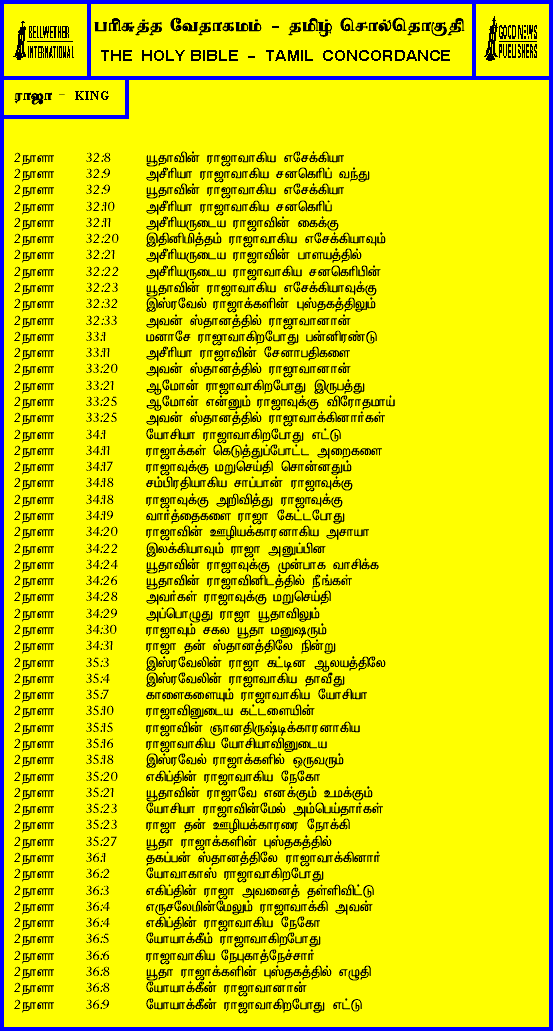 BELLWETHER
INTERNATIONAL
பரிசுத்த வேதாகமம் - தமிழ் சொல்தொகுதி
THE HOLY BIBLE - TAMIL CONCORDANCE
GOOD NEWS
PUBLISHERS
ராஜா - KING
2நாளா 32:8 யூதாவின் ராஜாவாகிய எசேக்கியா
2நாளா 32:9 அசீரியா ராஜாவாகிய சனகெரிப் வந்து
2நாளா 32:9 யூதாவின் ராஜாவாகிய எசேக்கியா
2நாளா 32:10 அசீரியா ராஜாவாகிய சனகெரிப்
2நாளா 32:11 அசீரியருடைய ராஜாவின் கைக்கு
2நாளா 32:20 இதினிமித்தம் ராஜாவாகிய எசேக்கியாவும்
2நாளா 32:21 அசீரியருடைய ராஜாவின் பாளயத்தில்
2நாளா 32:22 அசீரியருடைய ராஜாவாகிய சனகெரிபின்
2நாளா 32:23 யூதாவின் ராஜாவாகிய எசேக்கியாவுக்கு
2நாளா 32:32 இஸ்ரவேல் ராஜாக்களின் புஸ்தகத்திலும்
2நாளா 32:33 அவன் ஸ்தானத்தில் ராஜாவானான்
2நாளா 33:1 மனாசே ராஜாவாகிறபோது பன்னிரண்டு
2நாளா 33:11 அசீரியா ராஜாவின் சேனாபதிகளை
2நாளா 33:20 அவன் ஸ்தானத்தில் ராஜாவானான்
2நாளா 33:21 ஆமோன் ராஜாவாகிறபோது இருபத்து
2நாளா 33:25 ஆமோன் என்னும் ராஜாவுக்கு விரோதமாய்
2நாளா 33:25 அவன் ஸ்தானத்தில் ராஜாவாக்கினார்கள்
2நாளா 34:1 யோசியா ராஜாவாகிறபோது எட்டு
2நாளா 34:11 ராஜாக்கள் கெடுத்துப்போட்ட அறைகளை
2நாளா 34:17 ராஜாவுக்கு மறுசெய்தி சொன்னதும்
2நாளா 34:18 சம்பிரதியாகிய சாப்பான் ராஜாவுக்கு
2நாளா 34:18 ராஜாவுக்கு அறிவித்து ராஜாவுக்கு
2நாளா 34:19 வார்த்தைகளை ராஜா கேட்டபோது
2நாளா 34:20 ராஜாவின் ஊழியக்காரனாகிய அசாயா
2நாளா 34:22 இலக்கியாவும் ராஜா அனுப்பின
2நாளா 34:24 யூதாவின் ராஜாவுக்கு முன்பாக வாசிக்க
2நாளா 34:26 யூதாவின் ராஜாவினிடத்தில் நீங்கள்
2நாளா 34:28 அவர்கள் ராஜாவுக்கு மறுசெய்தி
2நாளா 34:29 அப்பொழுது ராஜா யூதாவிலும்
2நாளா 34:30 ராஜாவும் சகல யூதா மனுஷரும்
2நாளா 34:31 ராஜா தன் ஸ்தானத்திலே நின்று
2நாளா 35:3 இஸ்ரவேலின் ராஜா கட்டின ஆலயத்திலே
2நாளா 35:4 இஸ்ரவேலின் ராஜாவாகிய தாவீது
2நாளா 35:7 காளைகளையும் ராஜாவாகிய யோசியா
2நாளா 35:10 ராஜாவினுடைய கட்டளையின்
2நாளா 35:15 ராஜாவின் ஞானதிருஷ்டிக்காரனாகிய
2நாளா 35:16 ராஜாவாகிய யோசியாவினுடைய
2நாளா 35:18 இஸ்ரவேல் ராஜாக்களில் ஒருவரும்
2நாளா 35:20 எகிப்தின் ராஜாவாகிய நேகோ
2நாளா 35:21 யூதாவின் ராஜாவே எனக்கும் உமக்கும்
2நாளா 35:23 யோசியா ராஜாவின்மேல் அம்பெய்தார்கள்
2நாளா 35:23 ராஜா தன் ஊழியக்காரரை நோக்கி
2நாளா 35:27 யூதா ராஜாக்களின் புஸ்தகத்தில்
2நாளா 36:1 தகப்பன் ஸ்தானத்திலே ராஜாவாக்கினார்
2நாளா 36:2 யோவாகாஸ் ராஜாவாகிறபோது
2நாளா 36:3 எகிப்தின் ராஜா அவனைத் தள்ளிவிட்டு
2நாளா 36:4 எருசலேமின்மேலும் ராஜாவாக்கி அவன்
2நாளா 36:4 எகிப்தின் ராஜாவாகிய நேகோ
2நாளா 36:5 யோயாக்கீம் ராஜாவாகிறபோது
2நாளா 36:6 ராஜாவாகிய நேபுகாத்நேச்சார்
2நாளா 36:8 யூதா ராஜாக்களின் புஸ்தகத்தில் எழுதி
2நாளா 36:8 யோயாக்கீன் ராஜாவானான்
2நாளா 36:9 யோயாக்கீன் ராஜாவாகிறபோது எட்டு